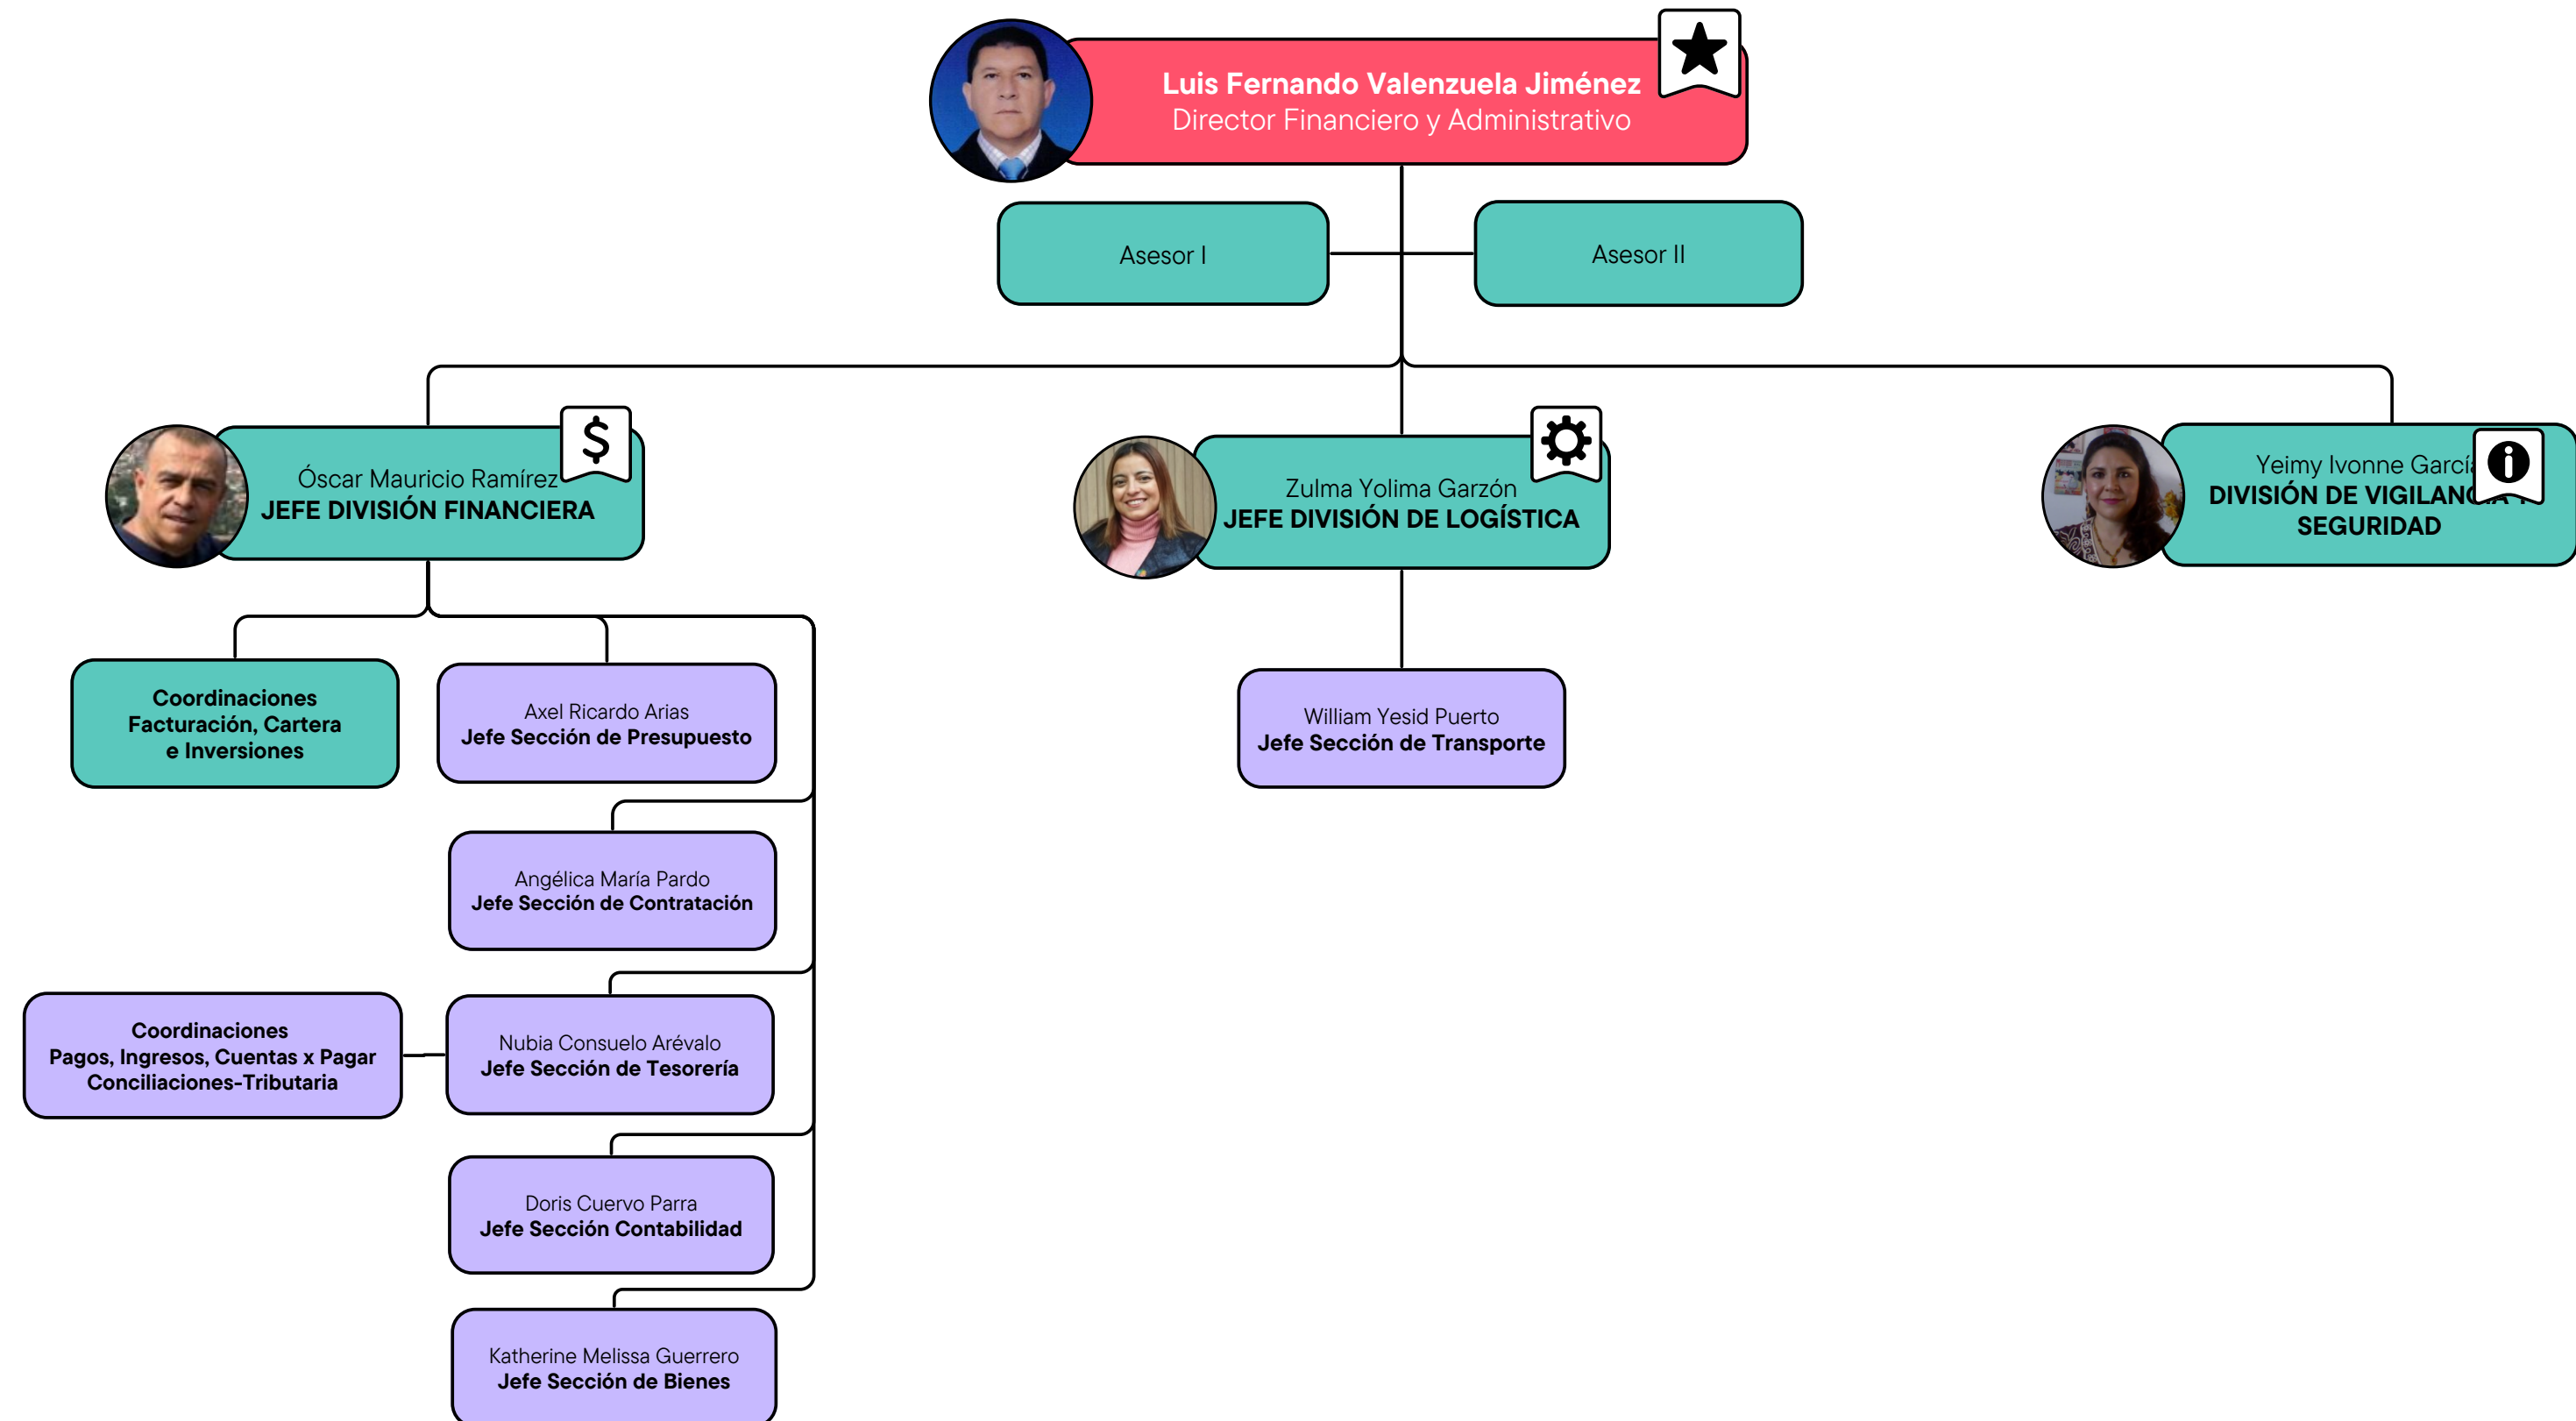 Luis Fernando Valenzuela Jiménez
Director Financiero y Administrativo
Asesor I
Asesor II
Óscar Mauricio Ramírez
JEFE DIVISIÓN FINANCIERA
$
Zulma Yolima Garzón
JEFE DIVISIÓN DE LOGÍSTICA
Yeimy Ivonne García
DIVISIÓN DE
SEGURIDAD
Coordinaciones
Facturación, Cartera
e Inversiones
Axel Ricardo Arias
Jefe Sección de Presupuesto
William Yesid Puerto
Jefe Sección de Transporte
Angélica María Pardo
Jefe Sección de Contratación
Coordinaciones
Pagos, Ingresos, Cuentas x Pagar
Conciliaciones-Tributaria
Nubia Consuelo Arévalo
Jefe Sección de Tesorería
Doris Cuervo Parra
Jefe Sección Contabilidad
Katherine Melissa Guerrero
Jefe Sección de Bienes